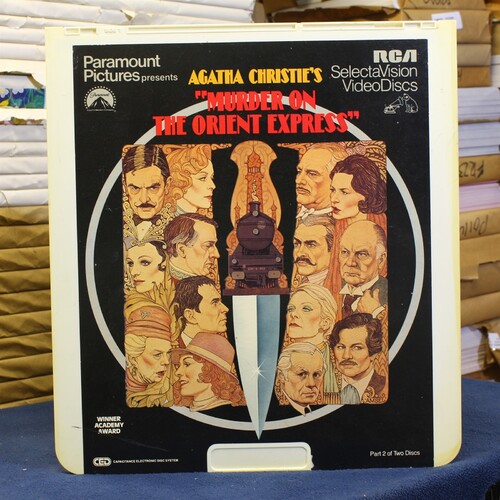 Paramount
Pictures presents
RCA
SelectaVision
VideoDiscs
AGATHA CHRISTIE'S
"MURDER ON
THE ORIENT EXPRESS"
WINNER
ACADEMY
AWARD
CED CAPACITANCE ELECTRONIC DISC SYSTEM
Part 2 of Two Discs